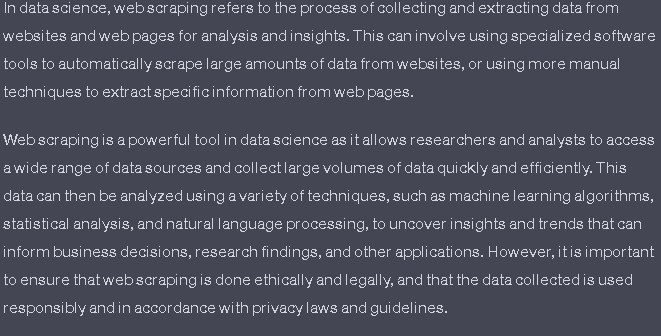 In data science, web scraping refers to the process of collecting and extracting data from
websites and web pages for analysis and insights. This can involve using specialized software
tools to automatically scrape large amounts of data from websites, or using more manual
techniques to extract specific information from web pages.
Web scraping is a powerful tool in data science as it allows researchers and analysts to access
a wide range of data sources and collect large volumes of data quickly and efficiently. This
data can then be analyzed using a variety of techniques, such as machine learning algorithms,
statistical analysis, and natural language processing, to uncover insights and trends that can
inform business decisions, research findings, and other applications. However, it is important
to ensure that web scraping is done ethically and legally, and that the data collected is used
responsibly and in accordance with privacy laws and guidelines.